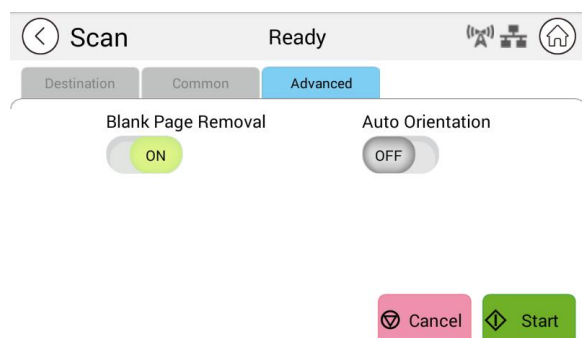 Scan Ready
Destination Common Advanced
Blank Page Removal Auto Orientation
ON OFF
Cancel Start